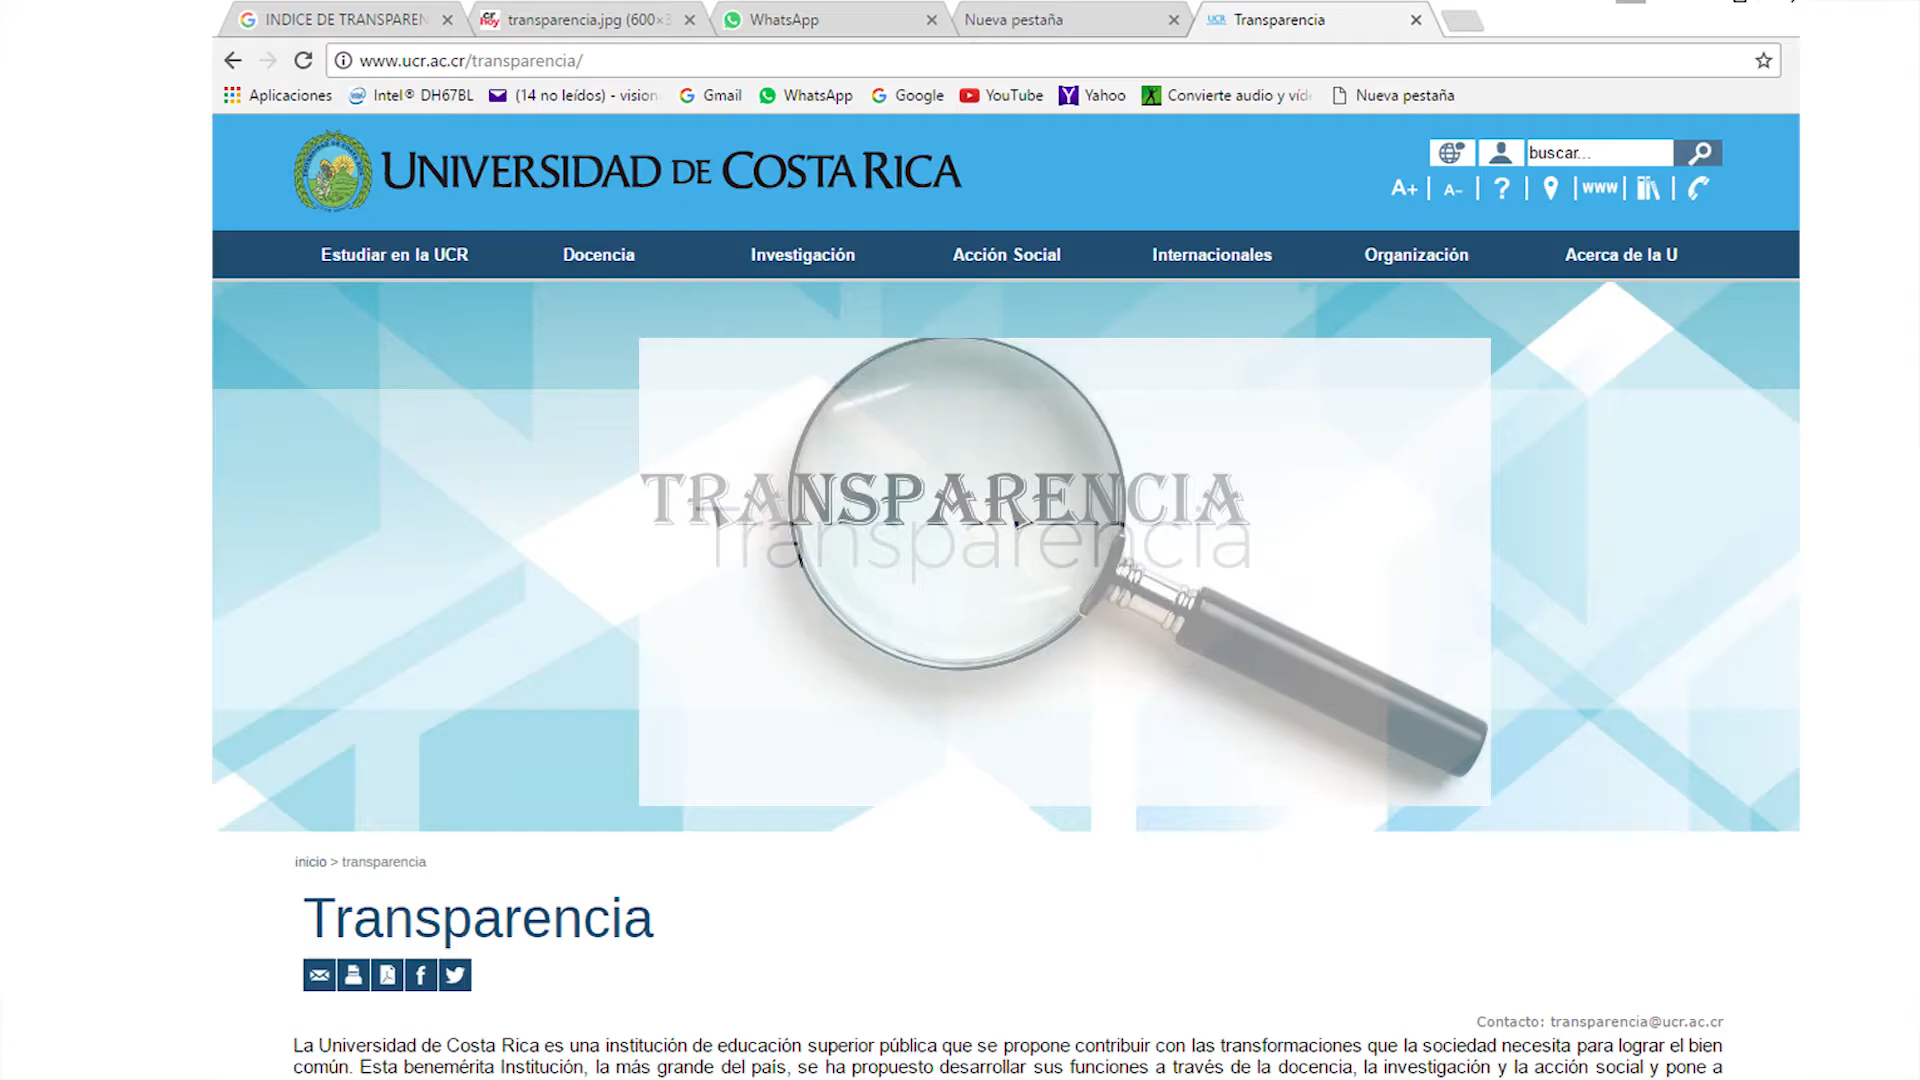 INDICE DE TRANSPAREN
transparencia.jpg (600×3
WhatsApp
Nueva pestaña
UCR Transparencia
www.ucr.ac.cr/transparencia/
Aplicaciones Intel® DH67BL (14 no leídos) - vision Gmail WhatsApp Google YouTube Yahoo Convierte audio y víd Nueva pestaña
UNIVERSIDAD DE COSTA RICA
buscar...
A+ | A- | ? | | www | |
Estudiar en la UCR Docencia Investigación Acción Social Internacionales Organización Acerca de la U
TRANSPARENCIA
Transparencia
inicio > transparencia
Transparencia
Contacto: transparencia@ucr.ac.cr
La Universidad de Costa Rica es una institución de educación superior pública que se propone contribuir con las transformaciones que la sociedad necesita para lograr el bien
común. Esta benemérita Institución, la más grande del país, se ha propuesto desarrollar sus funciones a través de la docencia, la investigación y la acción social y pone a